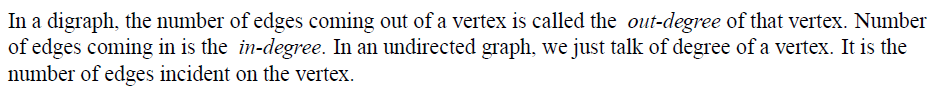 In a digraph, the number of edges coming out of a vertex is called the out-degree of that vertex. Number
of edges coming in is the in-degree. In an undirected graph, we just talk of degree of a vertex. It is the
number of edges incident on the vertex.